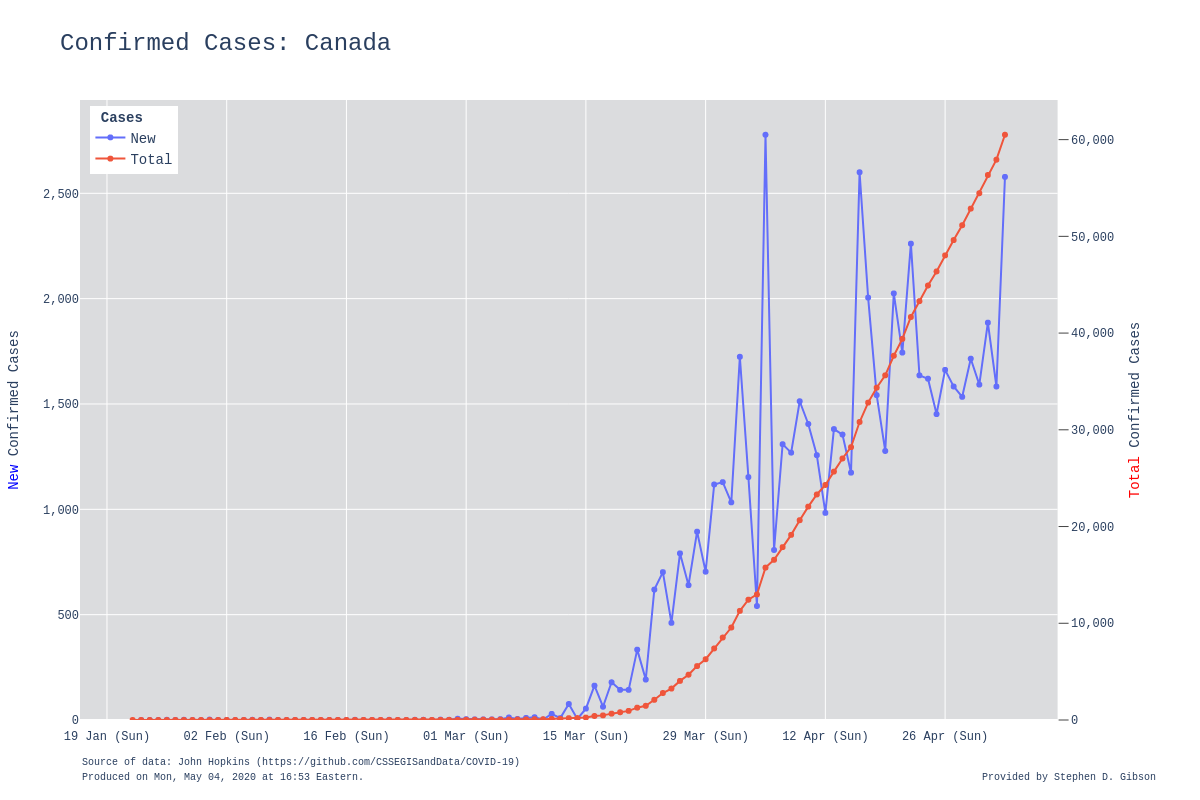 Confirmed Cases: Canada
Cases
New
Total
2,500
2,000
1,500
1,000
500
0
60,000
50,000
40,000
30,000
20,000
10,000
0
New Confirmed Cases
Total Confirmed Cases
19 Jan (Sun)
02 Feb (Sun)
16 Feb (Sun)
01 Mar (Sun)
15 Mar (Sun)
29 Mar (Sun)
12 Apr (Sun)
26 Apr (Sun)
Source of data: John Hopkins (https://github.com/CSSEGISandData/COVID-19)
Produced on Mon, May 04, 2020 at 16:53 Eastern.
Provided by Stephen D. Gibson